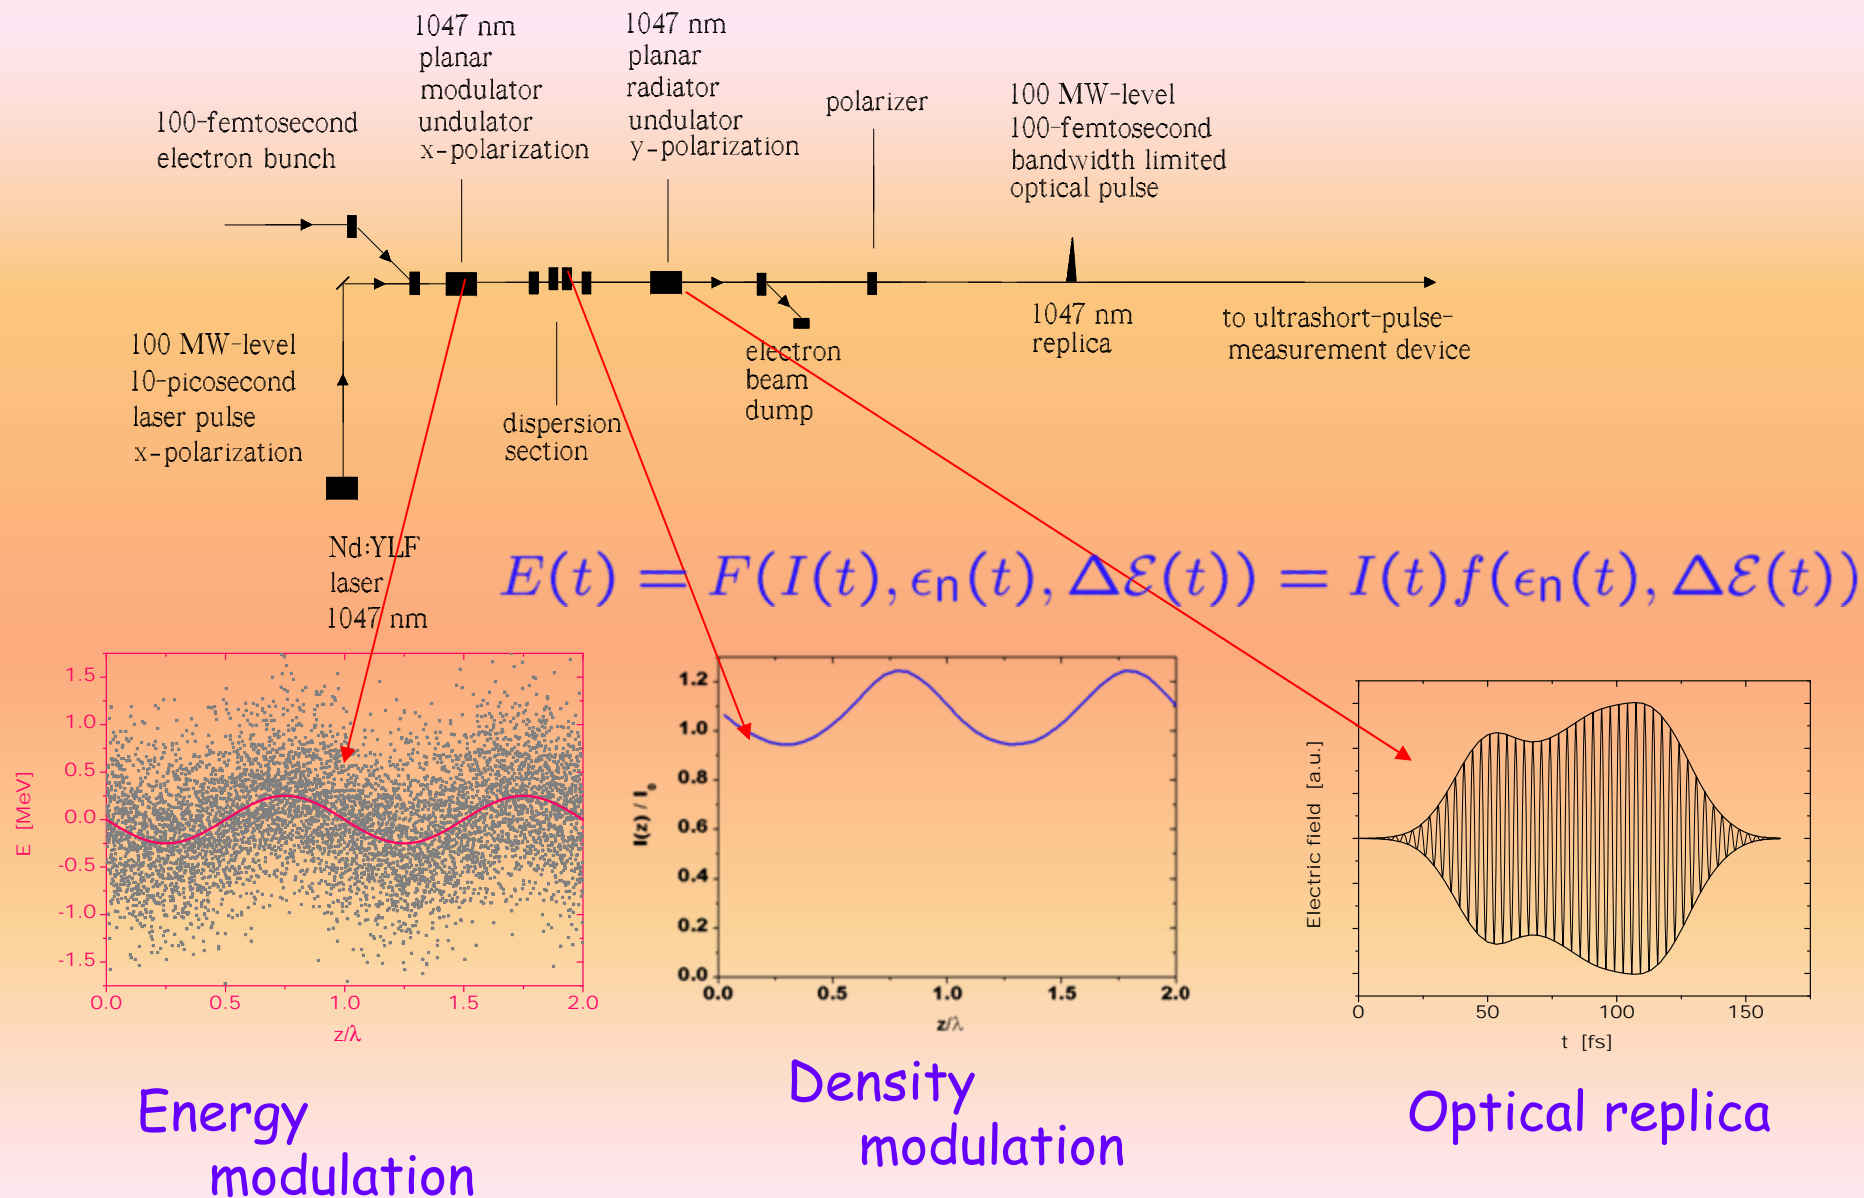 1047 nm
planar
modulator
undulator
x-polarization
1047 nm
planar
radiator
undulator
y-polarization
polarizer
100 MW-level
100-femtosecond
bandwidth limited
optical pulse
100-femtosecond
electron bunch
100 MW-level
10-picosecond
laser pulse
x-polarization
dispersion
section
electron
beam
dump
1047 nm
replica
to ultrashort-pulse-
measurement device
Nd:YLF
laser
1047 nm
E(t) = F(I(t), ϵn(t), Δℰ(t)) = I(t)f(ϵn(t), Δℰ(t))
E [MeV]
1.5
1.0
0.5
0.0
-0.5
-1.0
-1.5
0.0 0.5 1.0 1.5 2.0
z/λ
I(z) / I₀
1.2
1.0
0.8
0.6
0.4
0.2
0.0
0.0 0.5 1.0 1.5 2.0
z/λ
Electric field [a.u.]
0 50 100 150
t [fs]
Energy
modulation
Density
modulation
Optical replica